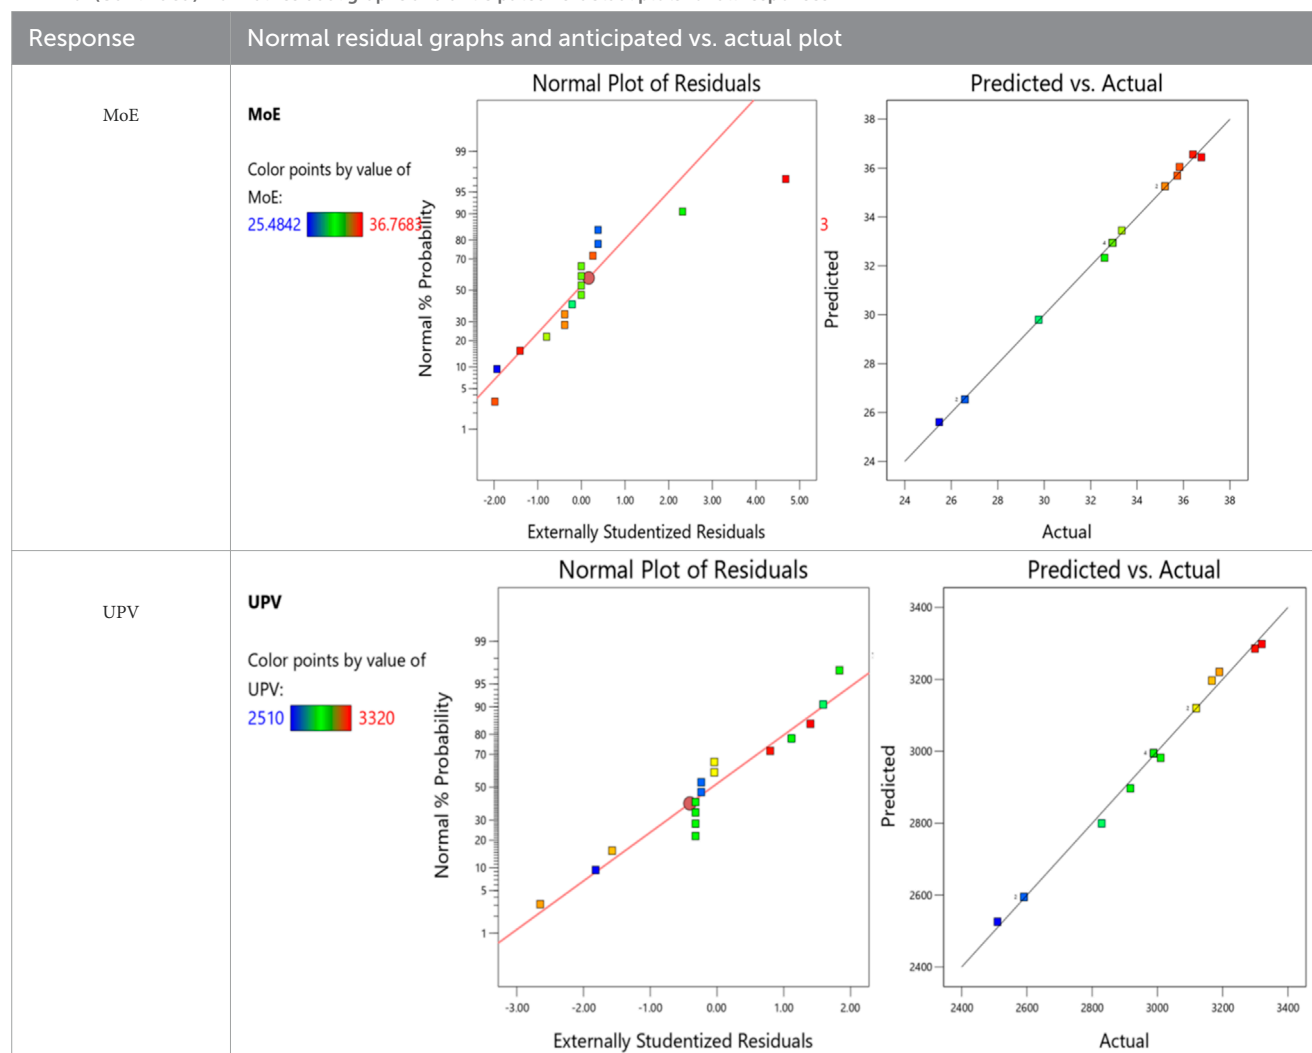 Response Normal residual graphs and anticipated vs. actual plot
MoE
MoE
Color points by value of
MoE:
25.4842 36.7683
Normal Plot of Residuals
Normal % Probability
99
95
90
80
70
50
30
20
10
5
1
-2.00 -1.00 0.00 1.00 2.00 3.00 4.00 5.00
Externally Studentized Residuals
3
Predicted vs. Actual
Predicted
38
36
34
32
30
28
26
24
2
4
2
24 26 28 30 32 34 36 38
Actual
UPV
UPV
Color points by value of
UPV:
2510 3320
Normal Plot of Residuals
Normal % Probability
99
95
90
80
70
50
30
20
10
5
1
-3.00 -2.00 -1.00 0.00 1.00 2.00
Externally Studentized Residuals
Predicted vs. Actual
Predicted
3400
3200
3000
2800
2600
2400
2
4
2
2400 2600 2800 3000 3200 3400
Actual